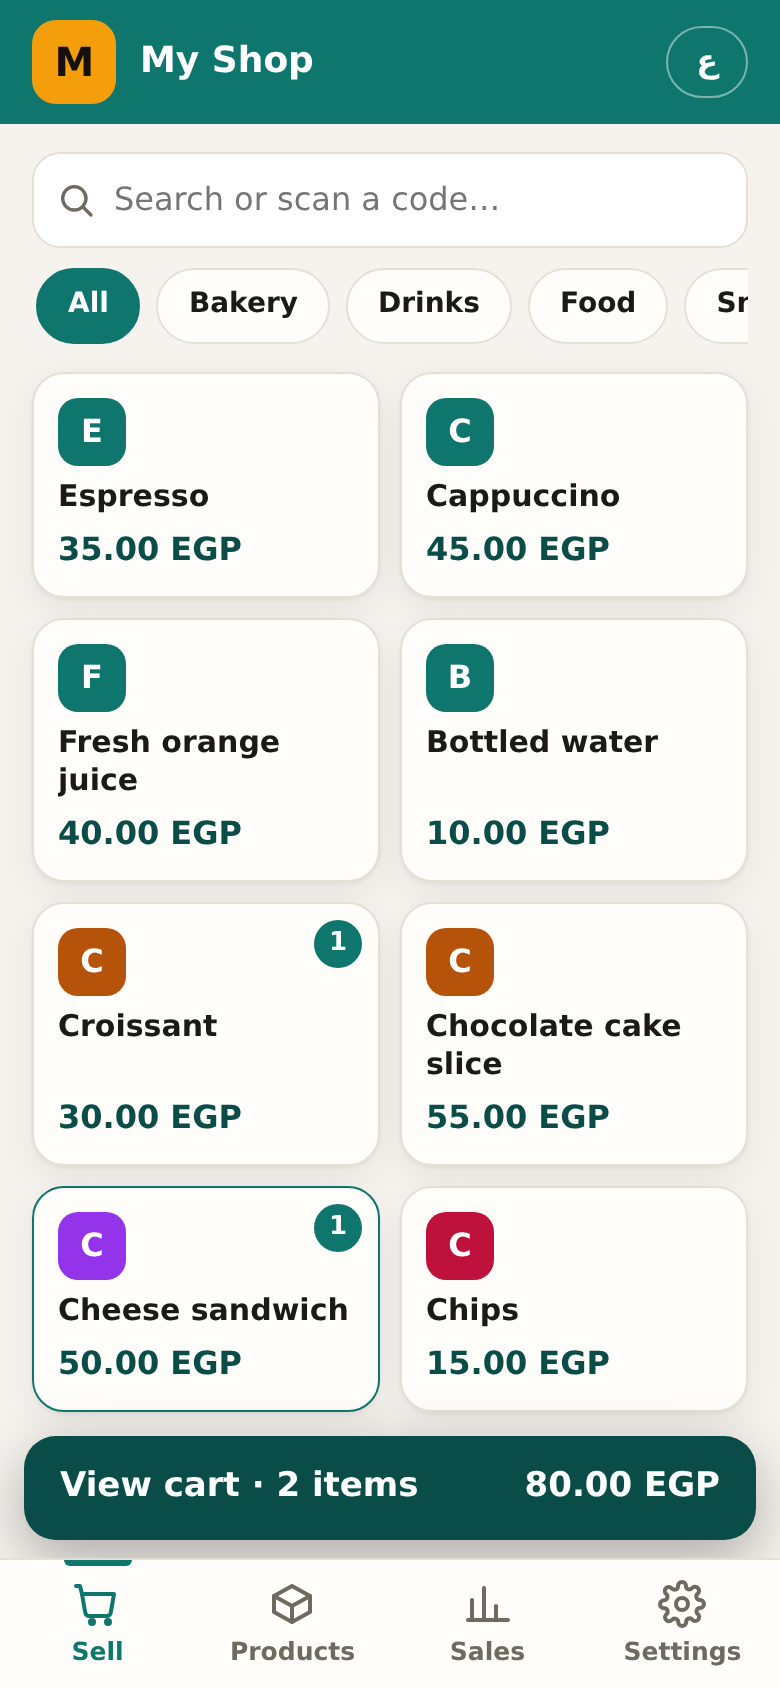 M
My Shop
ع
Search or scan a code...
All
Bakery
Drinks
Food
E
Espresso
35.00 EGP
C
Cappuccino
45.00 EGP
F
Fresh orange
juice
40.00 EGP
B
Bottled water
10.00 EGP
C
1
Croissant
30.00 EGP
C
Chocolate cake
slice
55.00 EGP
C
1
Cheese sandwich
50.00 EGP
C
Chips
15.00 EGP
View cart · 2 items
80.00 EGP
Sell
Products
Sales
Settings